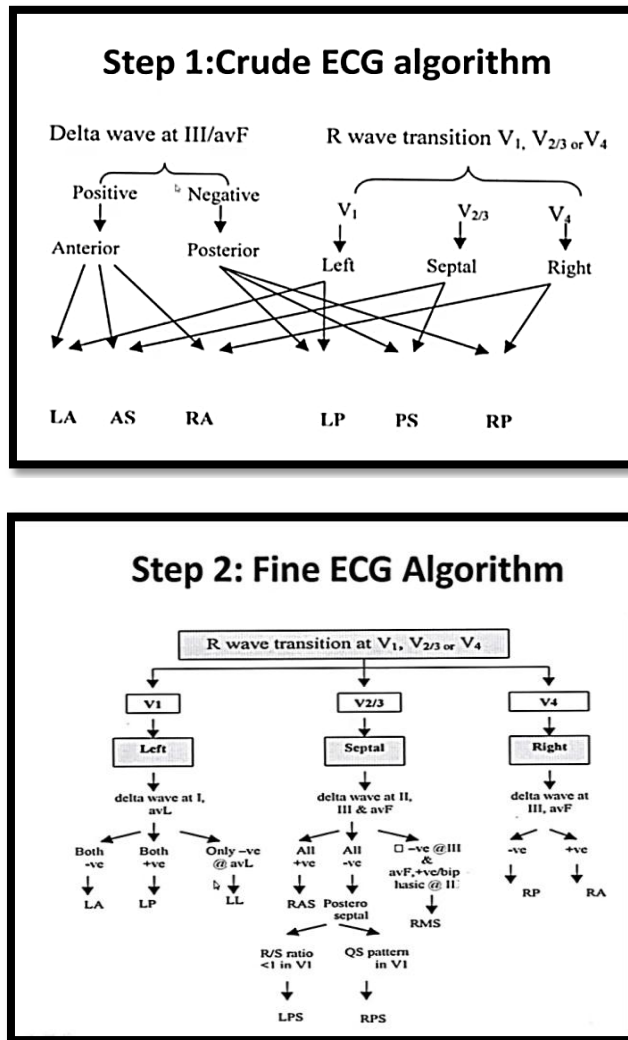 Step 1:Crude ECG algorithm
Delta wave at III/avF
R wave transition V1, V2/3 or V4
Positive Negative
V1 V2/3 V4
Anterior Posterior
Left Septal Right
LA AS RA LP PS RP
Step 2: Fine ECG Algorithm
R wave transition at V1, V2/3 or V4
V1 V2/3 V4
Left Septal Right
delta wave at I,
avL
delta wave at II,
III & avF
delta wave at
III, avF
Both
-ve
Both
+ve
Only –ve
@ avL
All
+ve
All
-ve
□ –ve @III
&
avF,+ve/bip
hasic @ II
-ve +ve
LA LP LL
RAS
Postero
septal
RMS
RP RA
R/S ratio
<1 in V1
QS pattern
in V1
LPS RPS